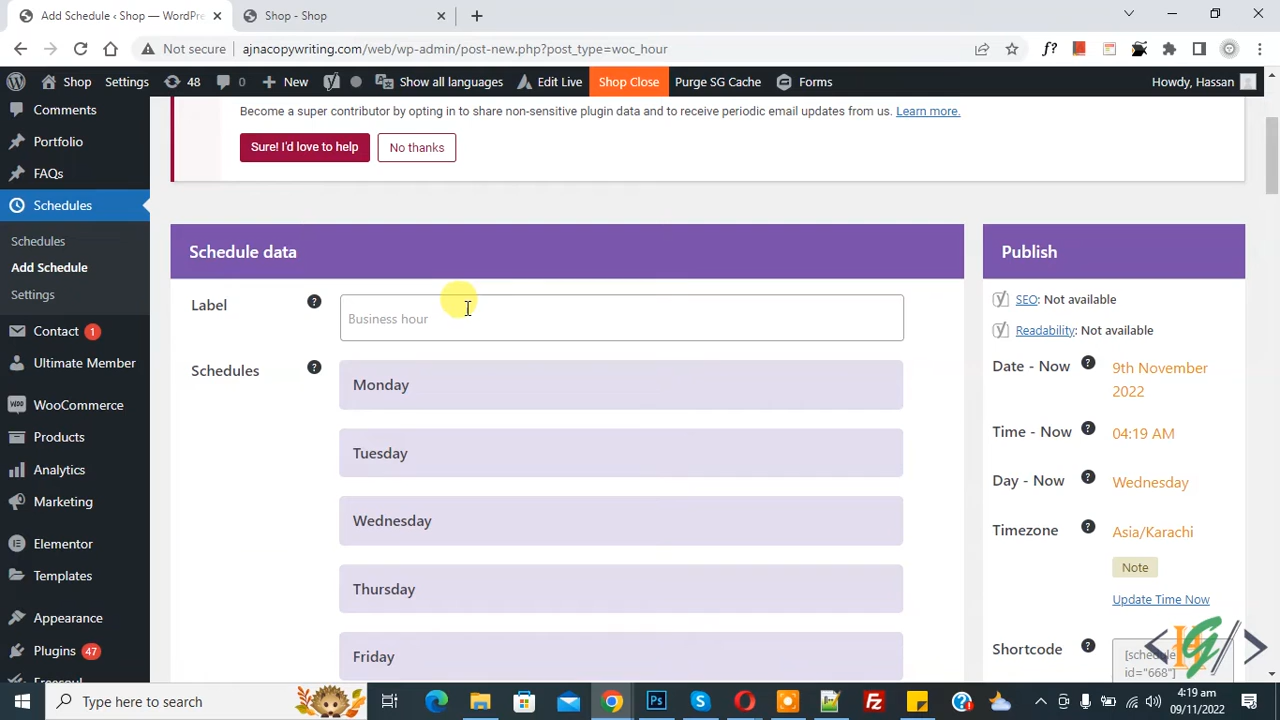 Add Schedule ‹ Shop — WordPre
Shop - Shop
Not secure
ajnacopywriting.com/web/wp-admin/post-new.php?post_type=woc_hour
Shop
Settings
48
0
New
Show all languages
Edit Live
Shop Close
Purge SG Cache
Forms
Howdy, Hassan
Comments
Portfolio
FAQs
Schedules
Schedules
Add Schedule
Settings
Contact 1
Ultimate Member
WooCommerce
Products
Analytics
Marketing
Elementor
Templates
Appearance
Plugins 47
Become a super contributor by opting in to share non-sensitive plugin data and to receive periodic email updates from us. Learn more.
Sure! I'd love to help
No thanks
Schedule data
Label
Business hour
Schedules
Monday
Tuesday
Wednesday
Thursday
Friday
Publish
SEO: Not available
Readability: Not available
Date - Now
9th November
2022
Time - Now
04:19 AM
Day - Now
Wednesday
Timezone
Asia/Karachi
Note
Update Time Now
Shortcode
id="668"]
Type here to search
4:19 am
09/11/2022